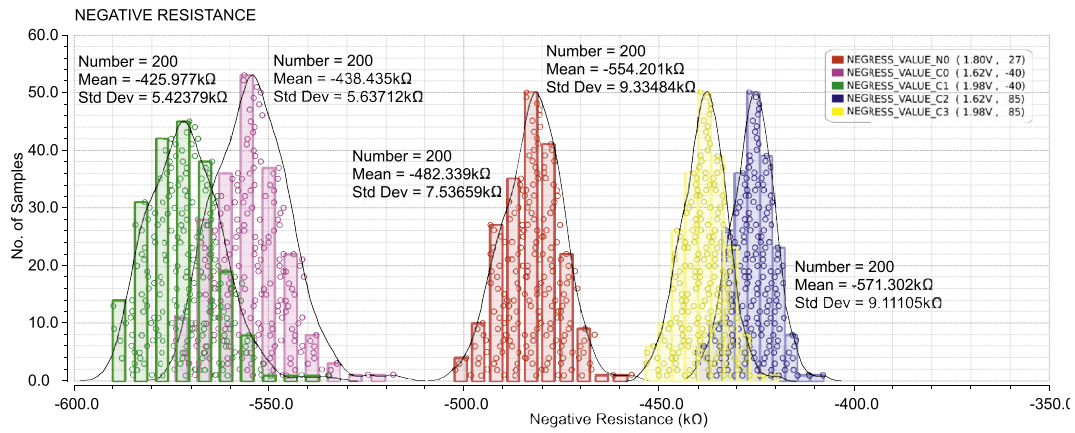 NEGATIVE RESISTANCE
60.0
50.0
40.0
30.0
20.0
10.0
0.0
No. of Samples
Number = 200
Mean = -425.977kΩ
Std Dev = 5.42379kΩ
Number = 200
Mean = -438.435kΩ
Std Dev = 5.63712kΩ
Number = 200
Mean = -482.339kΩ
Std Dev = 7.53659kΩ
Number = 200
Mean = -554.201kΩ
Std Dev = 9.33484kΩ
Number = 200
Mean = -571.302kΩ
Std Dev = 9.11105kΩ
NEGRESS_VALUE_N0 ( 1.80V , 27)
NEGRESS_VALUE_C0 ( 1.62V , -40)
NEGRESS_VALUE_C1 ( 1.98V , -40)
NEGRESS_VALUE_C2 ( 1.62V , 85)
NEGRESS_VALUE_C3 ( 1.98V , 85)
-600.0 -550.0 -500.0 -450.0 -400.0 -350.0
Negative Resistance (kΩ)